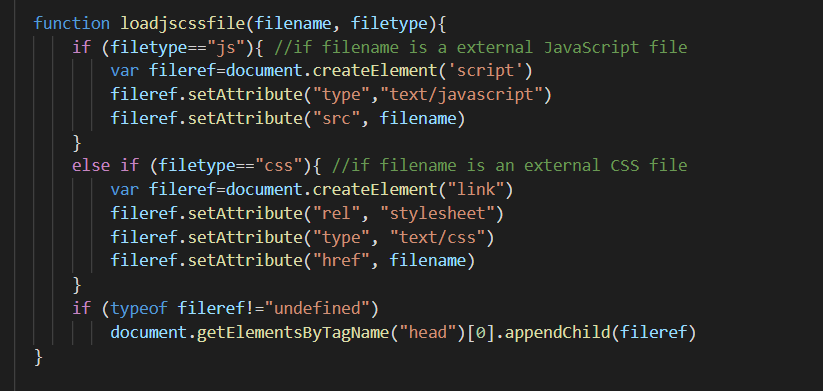 function loadjscssfile(filename, filetype){
if (filetype=="js"){ //if filename is a external JavaScript file
var fileref=document.createElement('script')
fileref.setAttribute("type","text/javascript")
fileref.setAttribute("src", filename)
}
else if (filetype=="css"){ //if filename is an external CSS file
var fileref=document.createElement("link")
fileref.setAttribute("rel", "stylesheet")
fileref.setAttribute("type", "text/css")
fileref.setAttribute("href", filename)
}
if (typeof fileref!="undefined")
document.getElementsByTagName("head")[0].appendChild(fileref)
}